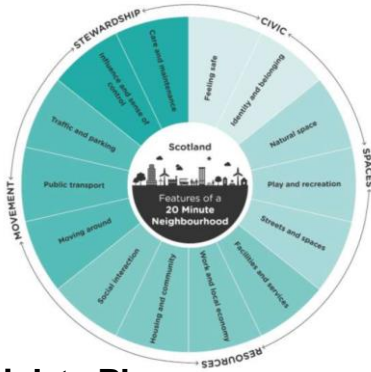 STEWARDSHIP
CIVIC
SPACES
RESOURCES
MOVEMENT
Care and maintenance
Feeling safe
Identity and belonging
Natural space
Play and recreation
Streets and spaces
Facilities and services
Work and local economy
Housing and community
Social interaction
Moving around
Public transport
Traffic and parking
Influence and sense of
control
Scotland
Features of a
20 Minute
Neighbourhood